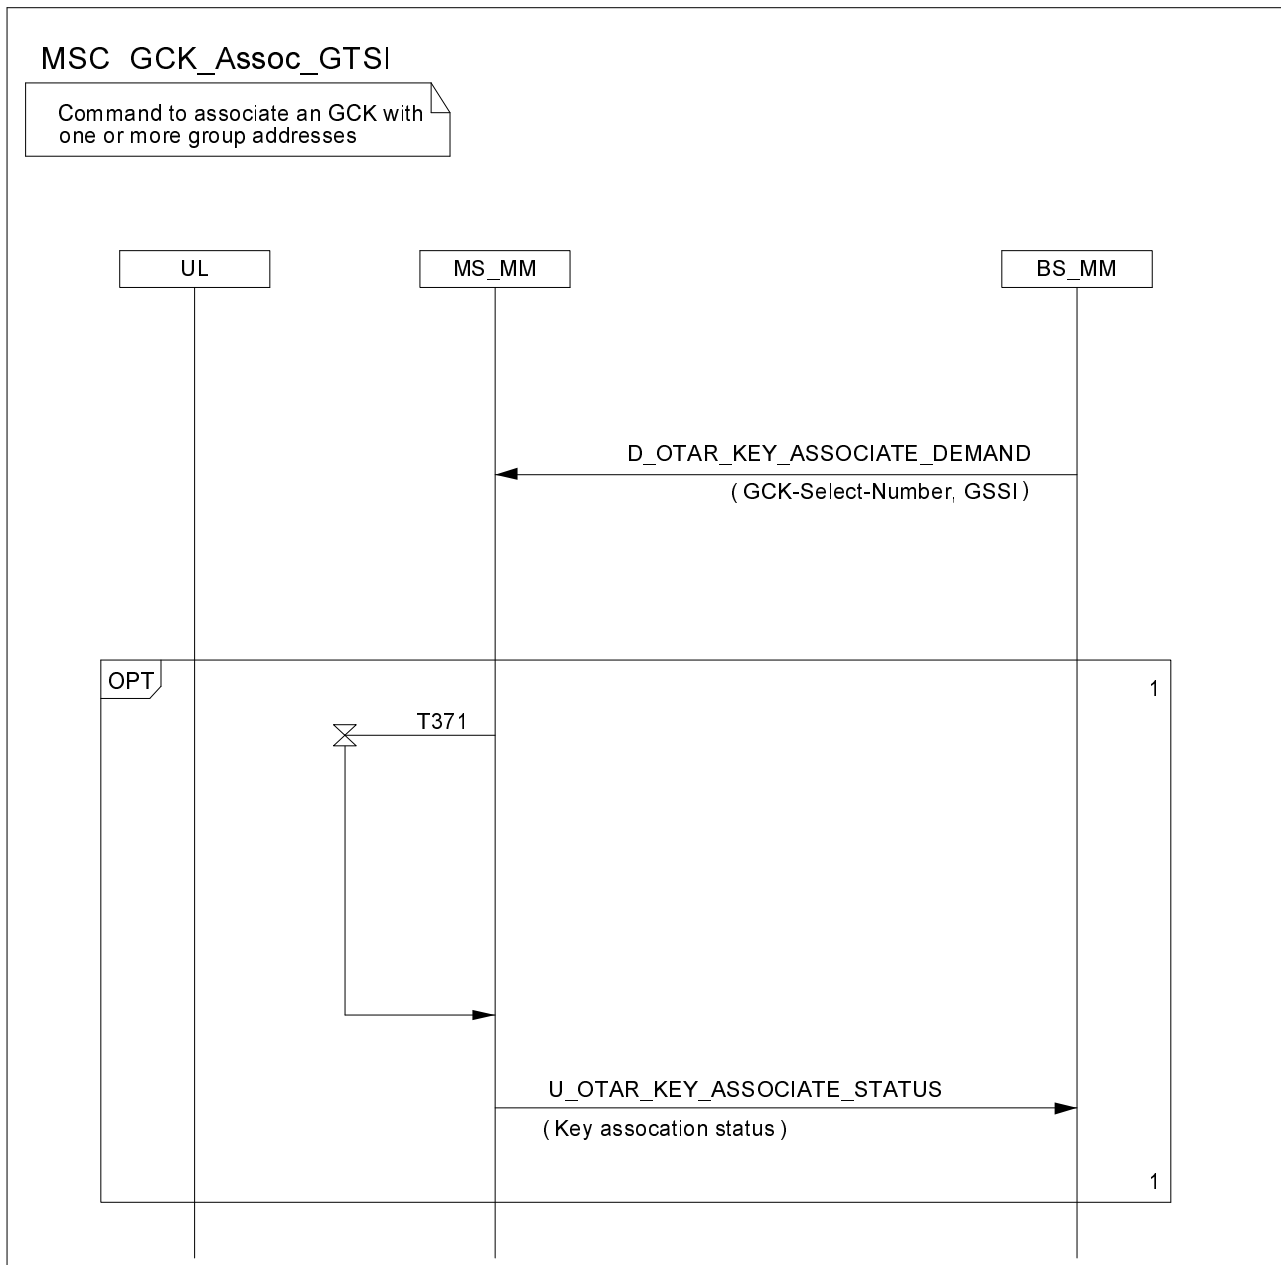 MSC GCK_Assoc_GTSI
Command to associate an GCK with
one or more group addresses
UL
MS_MM
BS_MM
D_OTAR_KEY_ASSOCIATE_DEMAND
(GCK-Select-Number, GSSI)
OPT
1
T371
U_OTAR_KEY_ASSOCIATE_STATUS
(Key assocation status)
1